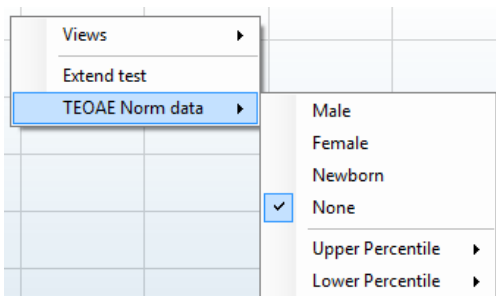 Views
Extend test
TEOAE Norm data
Male
Female
Newborn
None
Upper Percentile
Lower Percentile